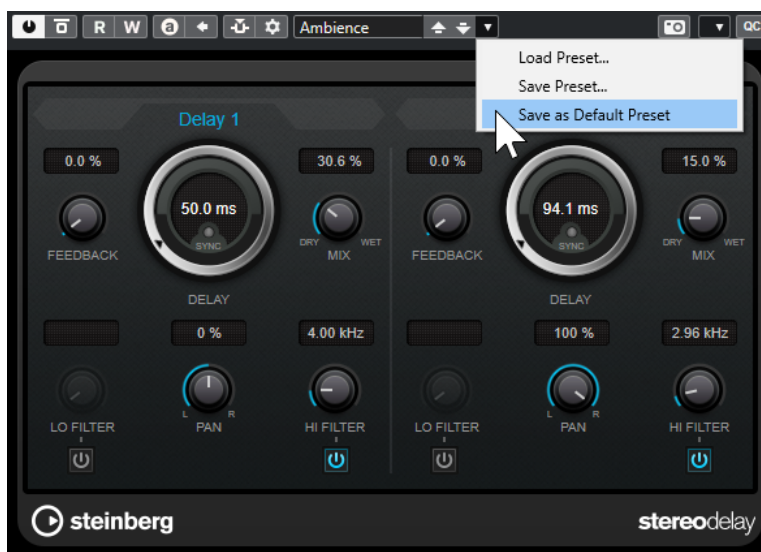 R W a Ambience QC
Load Preset...
Save Preset...
Save as Default Preset
Delay 1
0.0 % 30.6 % 0.0 % 15.0 %
50.0 ms 94.1 ms
SYNC SYNC
DRY WET DRY WET
FEEDBACK MIX FEEDBACK MIX
DELAY DELAY
0 % 4.00 kHz 100 % 2.96 kHz
L R L R
LO FILTER PAN HI FILTER LO FILTER PAN HI FILTER
steinberg stereodelay